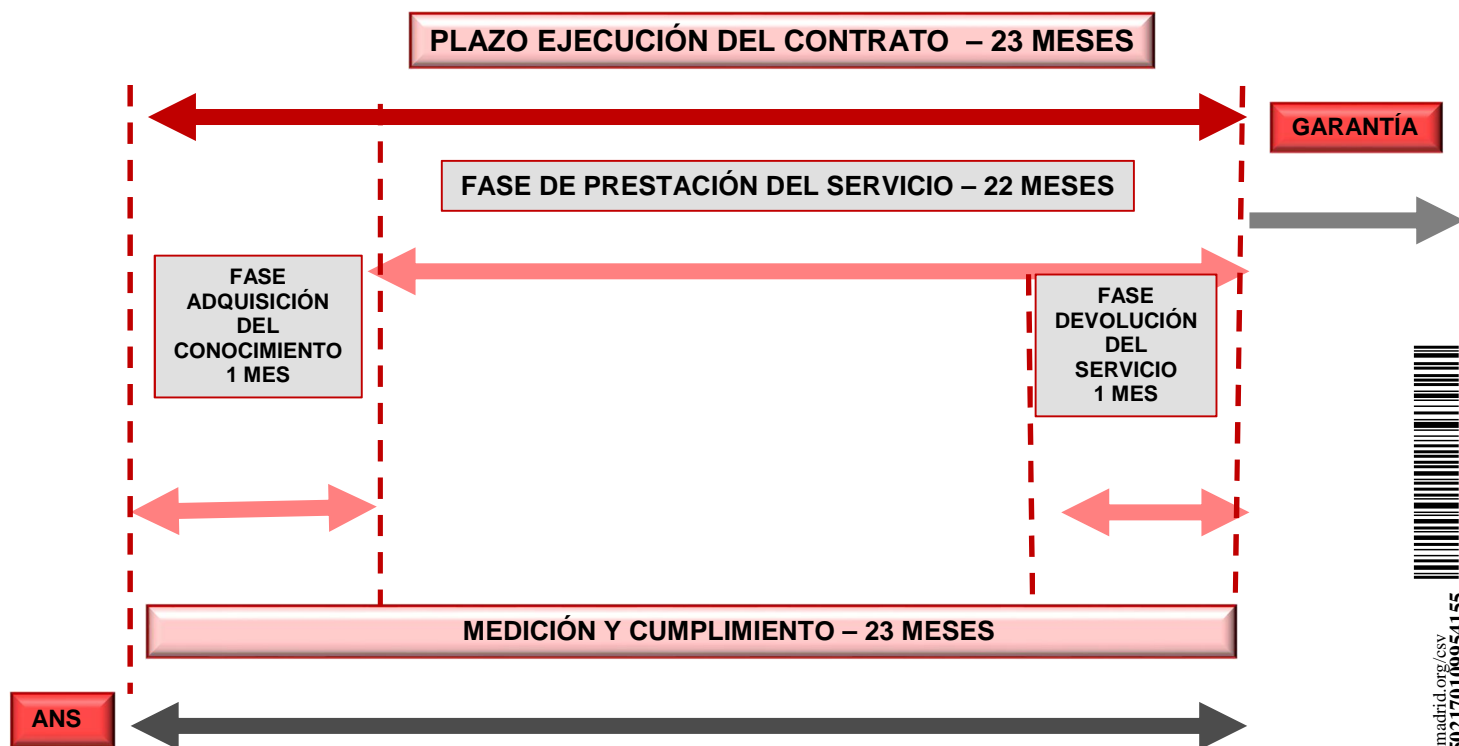 PLAZO EJECUCIÓN DEL CONTRATO – 23 MESES
GARANTÍA
FASE DE PRESTACIÓN DEL SERVICIO – 22 MESES
FASE
ADQUISICIÓN
DEL
CONOCIMIENTO
1 MES
FASE
DEVOLUCIÓN
DEL
SERVICIO
1 MES
MEDICIÓN Y CUMPLIMIENTO – 23 MESES
ANS
madrid.org/csv